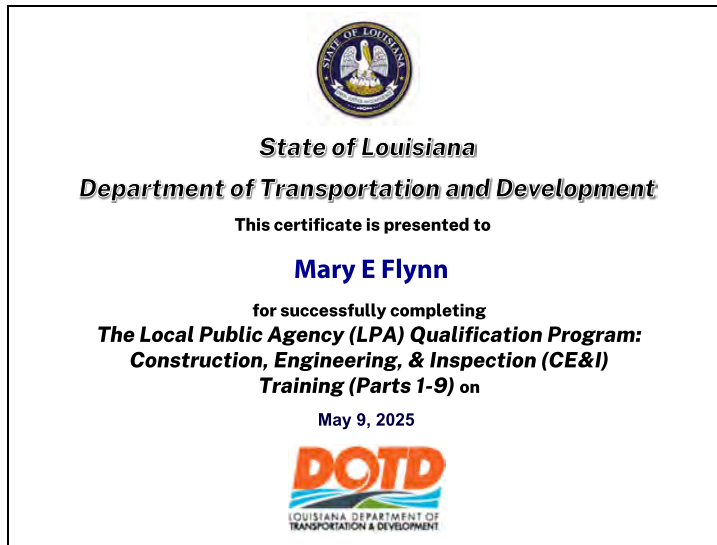 STATE OF LOUISIANA
State of Louisiana
Department of Transportation and Development
This certificate is presented to
Mary E Flynn
for successfully completing
The Local Public Agency (LPA) Qualification Program:
Construction, Engineering, & Inspection (CE&I)
Training (Parts 1-9) on
May 9, 2025
DOTD
LOUISIANA DEPARTMENT OF
TRANSPORTATION & DEVELOPMENT